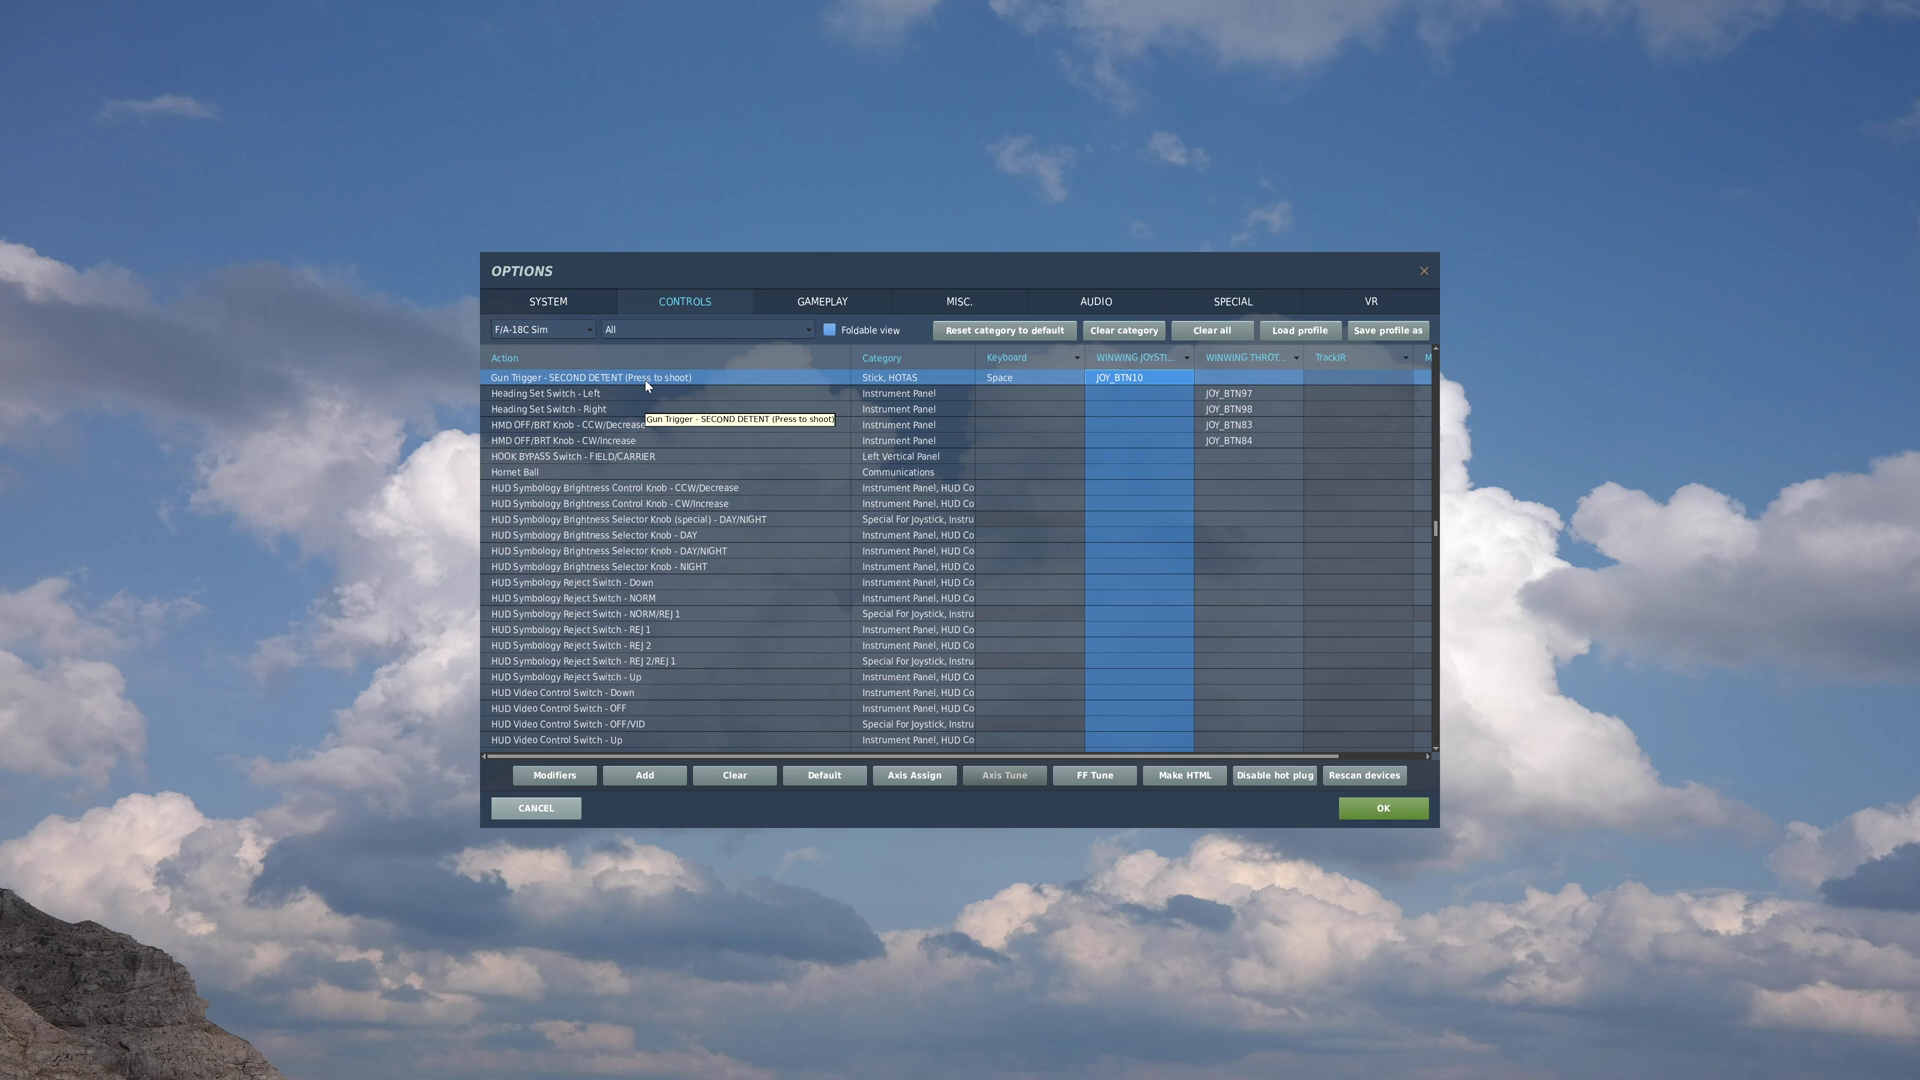 OPTIONS
SYSTEM CONTROLS GAMEPLAY MISC. AUDIO SPECIAL VR
F/A-18C Sim All Foldable view Reset category to default Clear category Clear all Load profile Save profile as
Action Category Keyboard WINWING JOYSTI... WINWING THROT... TrackIR M
Gun Trigger - SECOND DETENT (Press to shoot) Stick, HOTAS Space JOY_BTN10
Heading Set Switch - Left Instrument Panel JOY_BTN97
Heading Set Switch - Right Instrument Panel JOY_BTN98
Gun Trigger - SECOND DETENT (Press to shoot)
HMD OFF/BRT Knob - CCW/Decrease Instrument Panel JOY_BTN83
HMD OFF/BRT Knob - CW/Increase Instrument Panel JOY_BTN84
HOOK BYPASS Switch - FIELD/CARRIER Left Vertical Panel
Hornet Ball Communications
HUD Symbology Brightness Control Knob - CCW/Decrease Instrument Panel, HUD Co
HUD Symbology Brightness Control Knob - CW/Increase Instrument Panel, HUD Co
HUD Symbology Brightness Selector Knob (special) - DAY/NIGHT Special For Joystick, Instru
HUD Symbology Brightness Selector Knob - DAY Instrument Panel, HUD Co
HUD Symbology Brightness Selector Knob - DAY/NIGHT Instrument Panel, HUD Co
HUD Symbology Brightness Selector Knob - NIGHT Instrument Panel, HUD Co
HUD Symbology Reject Switch - Down Instrument Panel, HUD Co
HUD Symbology Reject Switch - NORM Instrument Panel, HUD Co
HUD Symbology Reject Switch - NORM/REJ 1 Special For Joystick, Instru
HUD Symbology Reject Switch - REJ 1 Instrument Panel, HUD Co
HUD Symbology Reject Switch - REJ 2 Instrument Panel, HUD Co
HUD Symbology Reject Switch - REJ 2/REJ 1 Special For Joystick, Instru
HUD Symbology Reject Switch - Up Instrument Panel, HUD Co
HUD Video Control Switch - Down Instrument Panel, HUD Co
HUD Video Control Switch - OFF Instrument Panel, HUD Co
HUD Video Control Switch - OFF/VID Special For Joystick, Instru
HUD Video Control Switch - Up Instrument Panel, HUD Co
Modifiers Add Clear Default Axis Assign Axis Tune FF Tune Make HTML Disable hot plug Rescan devices
CANCEL OK